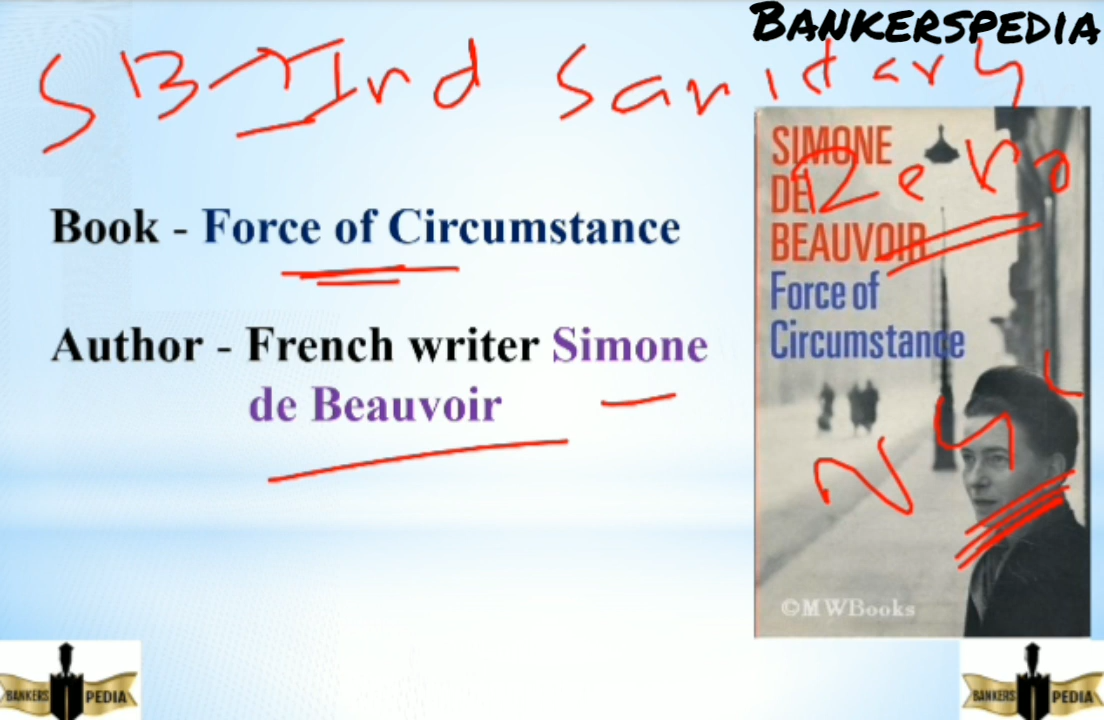 BANKERSPEDIA
SB → Ind Sanitary
Zero
Book - Force of Circumstance
Author - French writer Simone
de Beauvoir
SIMONE
DE
BEAUVOIR
Force of
Circumstance
©MWBooks
BANKERS PEDIA
BANKERS PEDIA